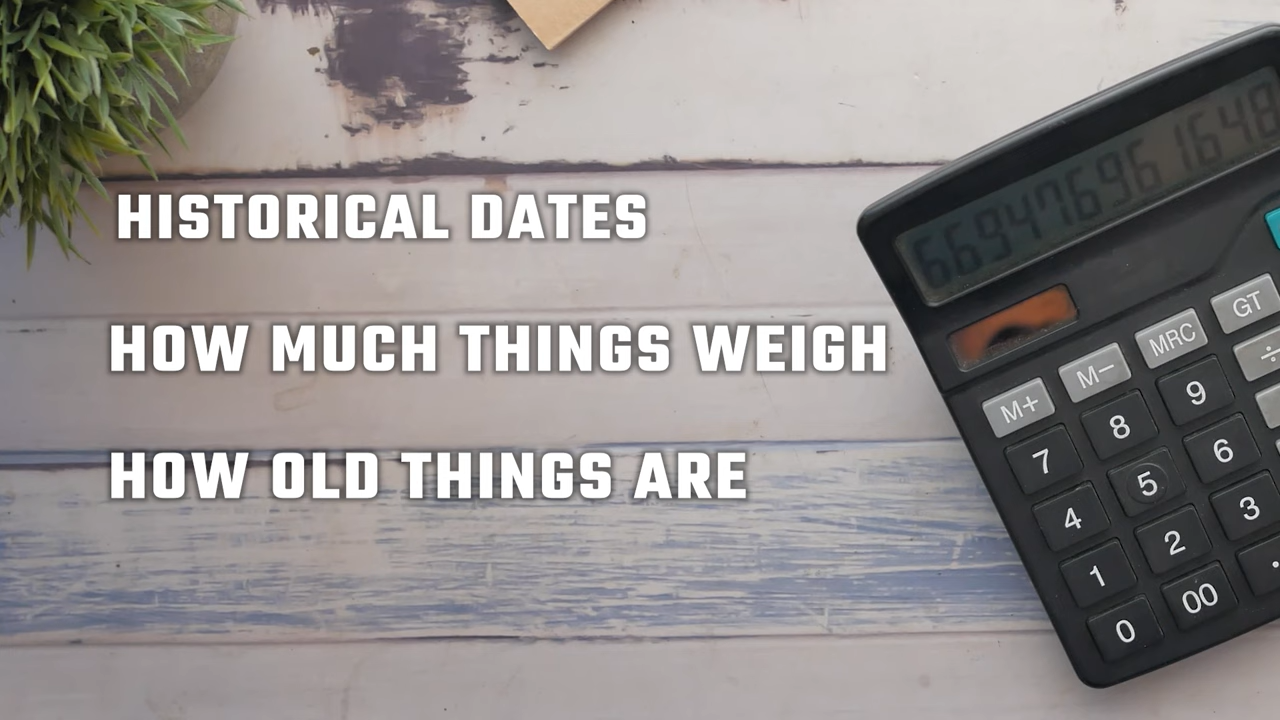 HISTORICAL DATES
HOW MUCH THINGS WEIGH
HOW OLD THINGS ARE
GT
MRC
÷
M−
M+
9
8
7
6
5
4
3
2
1
.
00
0